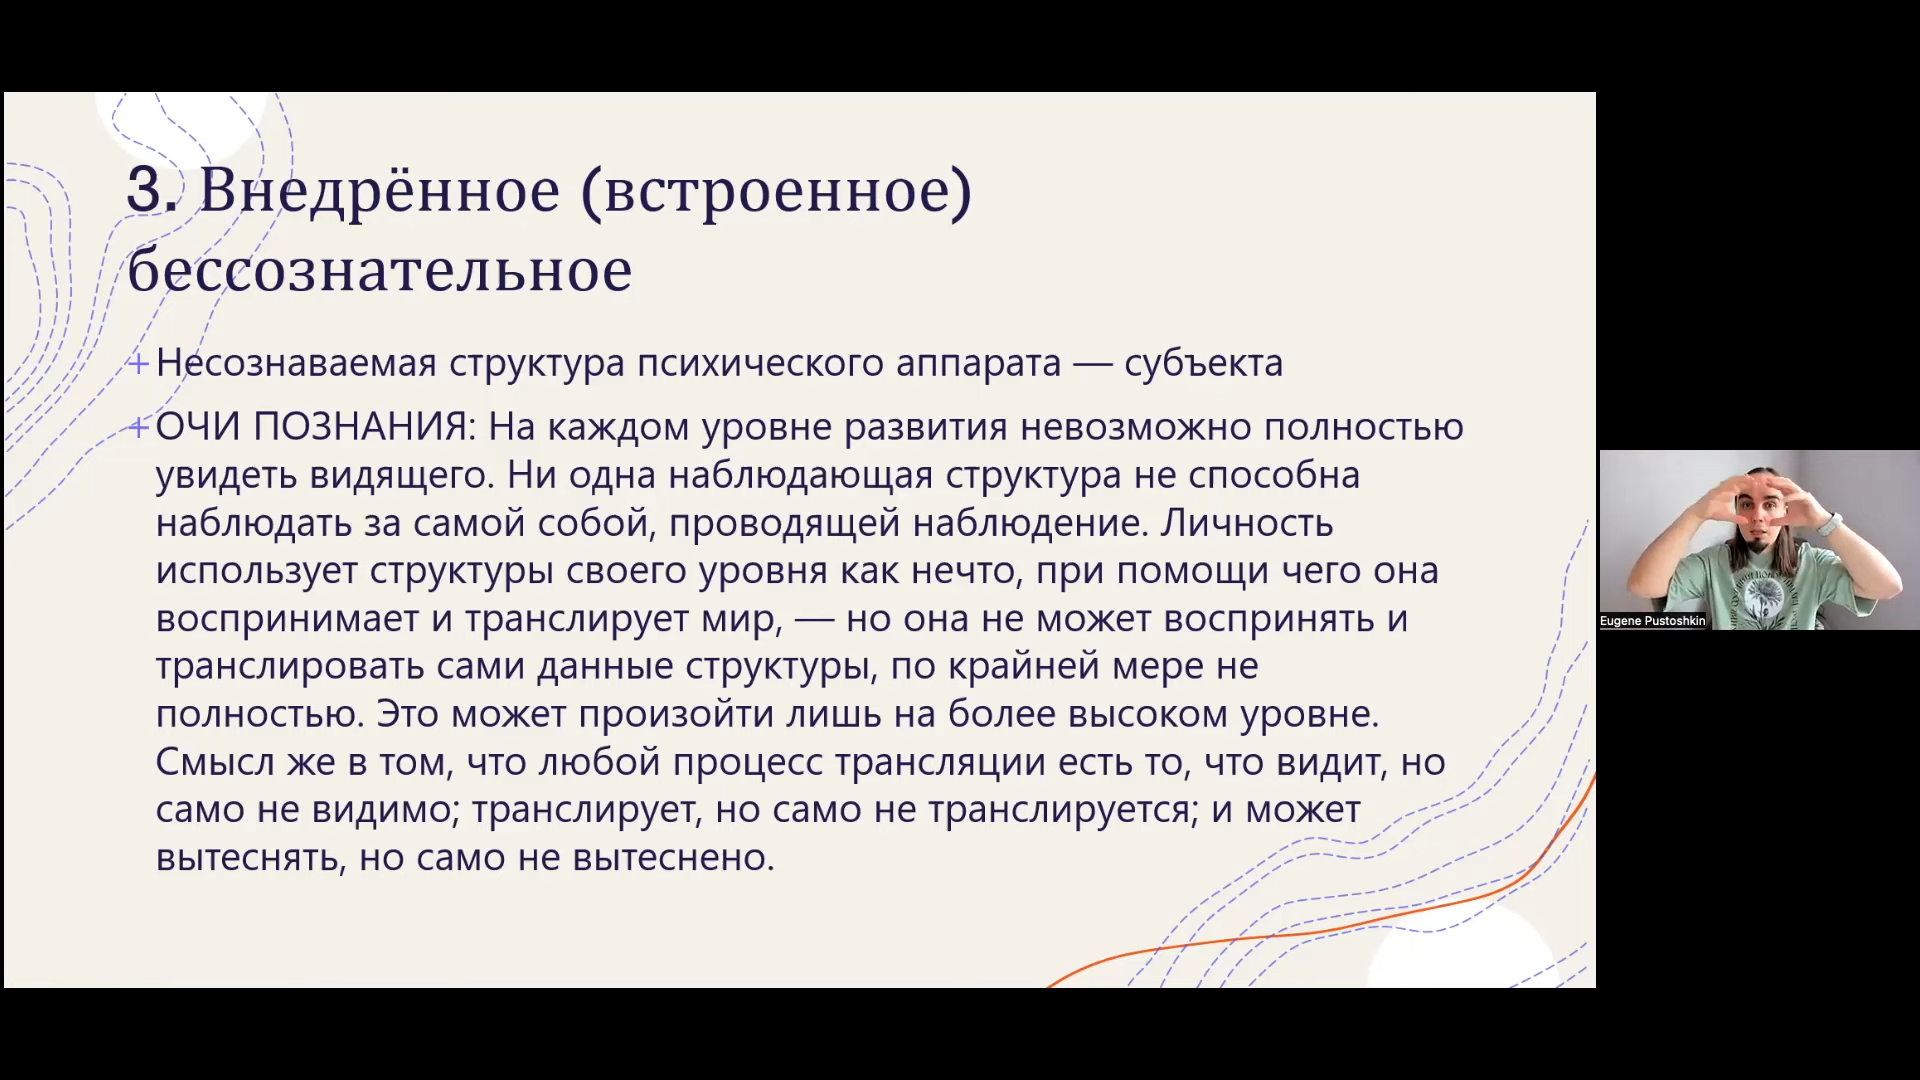 3. Внедрённое (встроенное)
бессознательное
+ Несознаваемая структура психического аппарата — субъекта
+ ОЧИ ПОЗНАНИЯ: На каждом уровне развития невозможно полностью
увидеть видящего. Ни одна наблюдающая структура не способна
наблюдать за самой собой, проводящей наблюдение. Личность
использует структуры своего уровня как нечто, при помощи чего она
воспринимает и транслирует мир, — но она не может воспринять и
транслировать сами данные структуры, по крайней мере не
полностью. Это может произойти лишь на более высоком уровне.
Смысл же в том, что любой процесс трансляции есть то, что видит, но
само не видимо; транслирует, но само не транслируется; и может
вытеснять, но само не вытеснено.
Eugene Pustoshkin